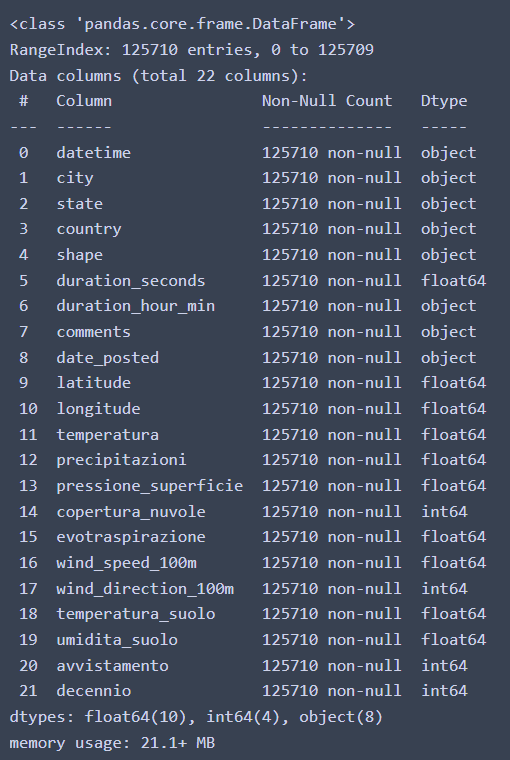 <class 'pandas.core.frame.DataFrame'>
RangeIndex: 125710 entries, 0 to 125709
Data columns (total 22 columns):
 #   Column               Non-Null Count   Dtype
---  ------               --------------   -----
 0   datetime             125710 non-null  object
 1   city                 125710 non-null  object
 2   state                125710 non-null  object
 3   country              125710 non-null  object
 4   shape                125710 non-null  object
 5   duration_seconds     125710 non-null  float64
 6   duration_hour_min    125710 non-null  object
 7   comments             125710 non-null  object
 8   date_posted          125710 non-null  object
 9   latitude             125710 non-null  float64
 10  longitude            125710 non-null  float64
 11  temperatura          125710 non-null  float64
 12  precipitazioni       125710 non-null  float64
 13  pressione_superficie 125710 non-null  float64
 14  copertura_nuvole     125710 non-null  int64
 15  evotraspirazione     125710 non-null  float64
 16  wind_speed_100m      125710 non-null  float64
 17  wind_direction_100m  125710 non-null  int64
 18  temperatura_suolo    125710 non-null  float64
 19  umidita_suolo        125710 non-null  float64
 20  avvistamento         125710 non-null  int64
 21  decennio             125710 non-null  int64
dtypes: float64(10), int64(4), object(8)
memory usage: 21.1+ MB